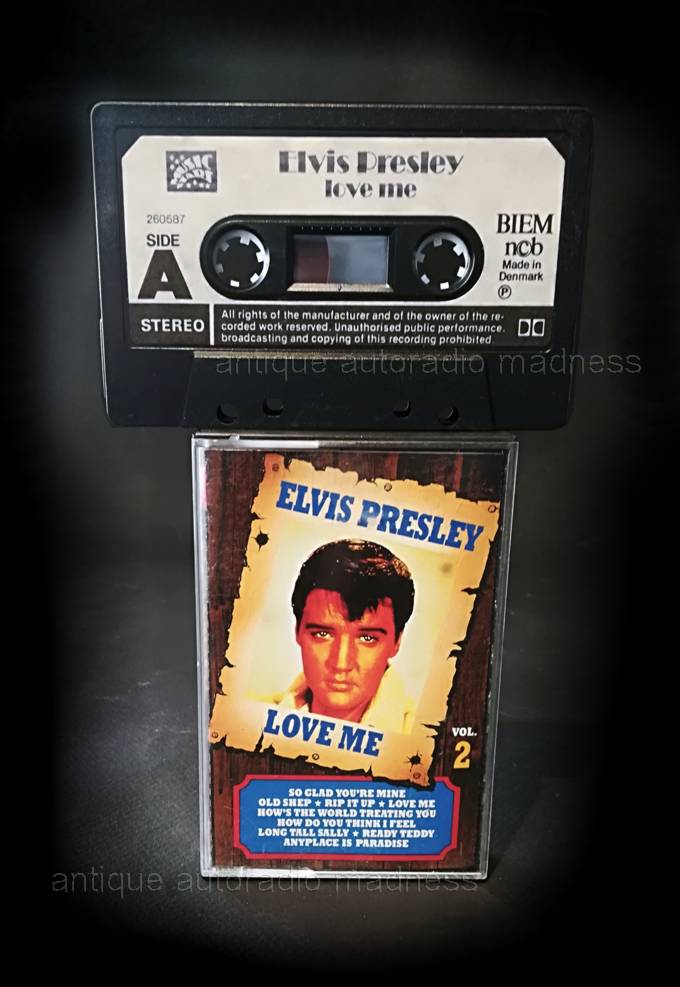 Elvis Presley
love me
260587
SIDE
A
BIEM
ncb
Made in
Denmark
℗
STEREO
All rights of the manufacturer and of the owner of the re-
corded work reserved. Unauthorised public performance,
broadcasting and copying of this recording prohibited.
antique autoradio madness
ELVIS PRESLEY
LOVE ME
VOL.
2
SO GLAD YOU'RE MINE
OLD SHEP ★ RIP IT UP ★ LOVE ME
HOW'S THE WORLD TREATING YOU
HOW DO YOU THINK I FEEL
LONG TALL SALLY ★ READY TEDDY
ANYPLACE IS PARADISE
antique autoradio madness